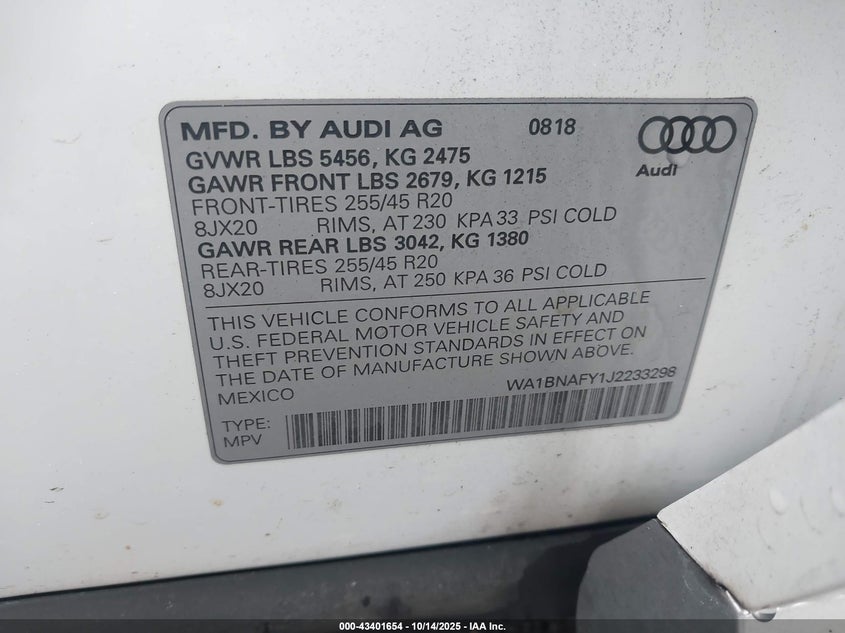 MFD. BY AUDI AG 0818
GVWR LBS 5456, KG 2475
GAWR FRONT LBS 2679, KG 1215
Audi
FRONT-TIRES 255/45 R20
8JX20 RIMS, AT 230 KPA 33 PSI COLD
GAWR REAR LBS 3042, KG 1380
REAR-TIRES 255/45 R20
8JX20 RIMS, AT 250 KPA 36 PSI COLD
THIS VEHICLE CONFORMS TO ALL APPLICABLE
U.S. FEDERAL MOTOR VEHICLE SAFETY AND
THEFT PREVENTION STANDARDS IN EFFECT ON
THE DATE OF MANUFACTURE SHOWN ABOVE.
MEXICO WA1BNAFY1J2233298
TYPE:
MPV
000-43401654 - 10/14/2025 - IAA Inc.